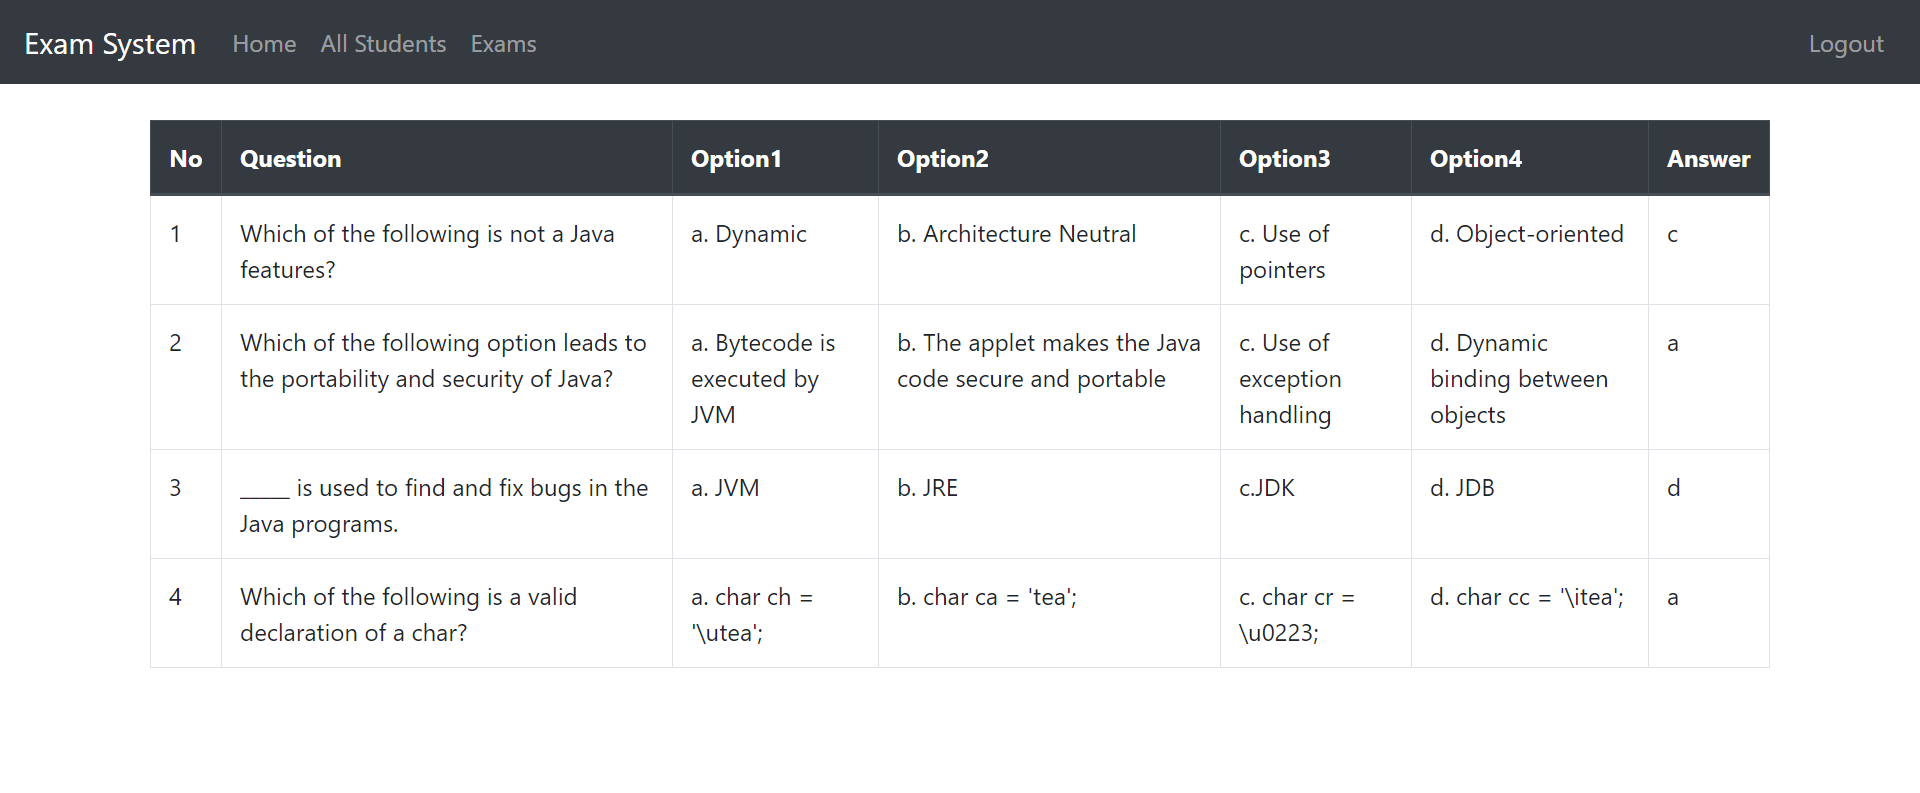 Exam System Home All Students Exams Logout
No Question Option1 Option2 Option3 Option4 Answer
1
Which of the following is not a Java
features?
a. Dynamic
b. Architecture Neutral
c. Use of
pointers
d. Object-oriented
c
2
Which of the following option leads to
the portability and security of Java?
a. Bytecode is
executed by
JVM
b. The applet makes the Java
code secure and portable
c. Use of
exception
handling
d. Dynamic
binding between
objects
a
3
_____ is used to find and fix bugs in the
Java programs.
a. JVM
b. JRE
c.JDK
d. JDB
d
4
Which of the following is a valid
declaration of a char?
a. char ch =
'\utea';
b. char ca = 'tea';
c. char cr =
\u0223;
d. char cc = '\itea';
a